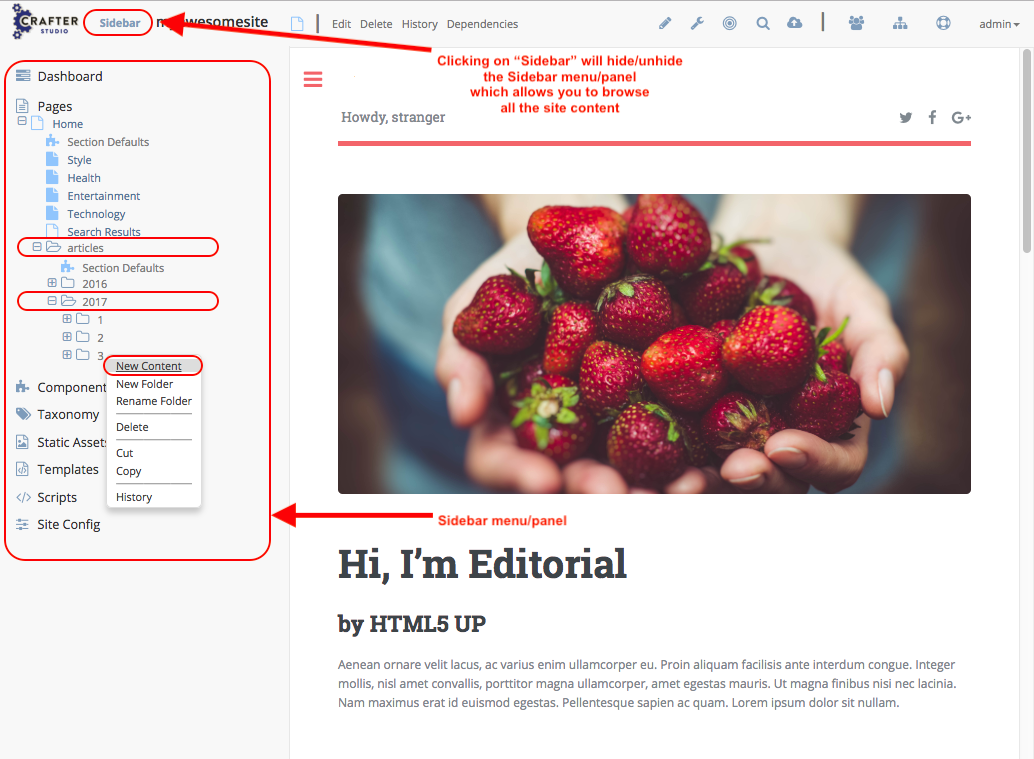 CRAFTER
STUDIO
Sidebar
awesomesite
Edit Delete History Dependencies
admin
Clicking on “Sidebar” will hide/unhide
the Sidebar menu/panel
which allows you to browse
all the site content
Dashboard
Pages
Home
Section Defaults
Style
Health
Entertainment
Technology
Search Results
articles
Section Defaults
2016
2017
1
2
3
New Content
New Folder
Rename Folder
Delete
Cut
Copy
History
Component
Taxonomy
Static Assets
Templates
Scripts
Site Config
Howdy, stranger
G+
Sidebar menu/panel
Hi, I’m Editorial
by HTML5 UP
Aenean ornare velit lacus, ac varius enim ullamcorper eu. Proin aliquam facilisis ante interdum congue. Integer
mollis, nisl amet convallis, porttitor magna ullamcorper, amet egestas mauris. Ut magna finibus nisi nec lacinia.
Nam maximus erat id euismod egestas. Pellentesque sapien ac quam. Lorem ipsum dolor sit nullam.